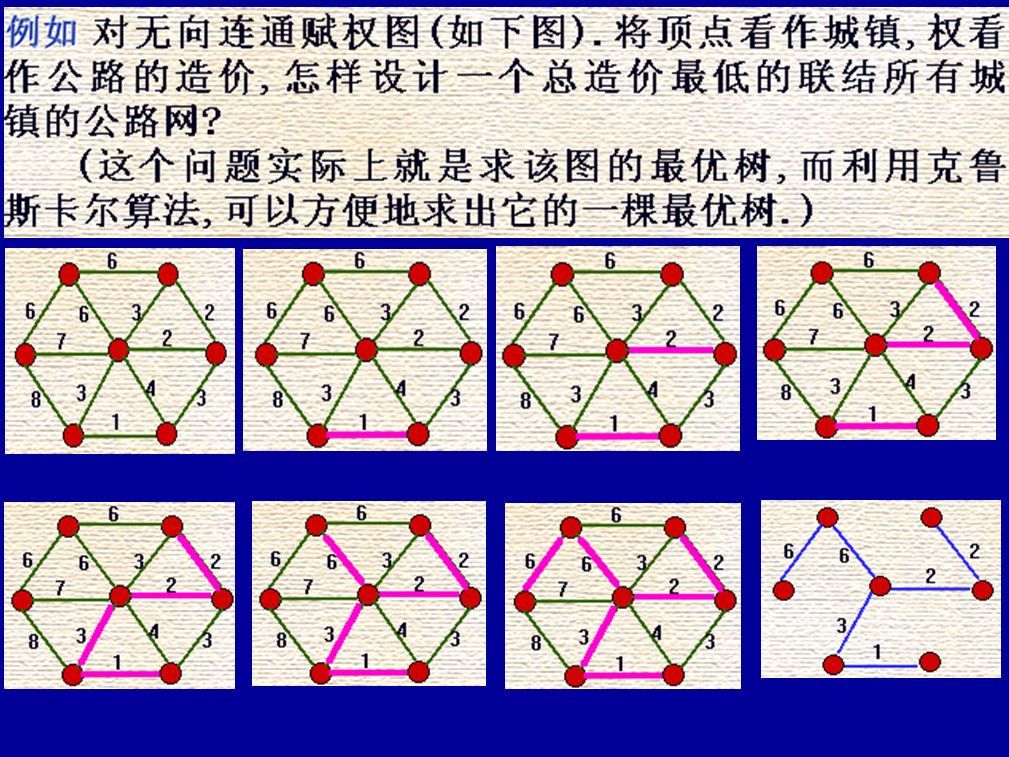 例如 对无向连通赋权图(如下图).将顶点看作城镇,权看
作公路的造价,怎样设计一个总造价最低的联结所有城
镇的公路网?
(这个问题实际上就是求该图的最优树,而利用克鲁
斯卡尔算法,可以方便地求出它的一棵最优树.)
6 6 6 6
6 6 3 2 6 6 3 2 6 6 3 2 6 6 3 2
7 2 7 2 7 2 7 2
8 3 4 3 8 3 4 3 8 3 4 3 8 3 4 3
1 1 1 1
6 6 6
6 6 3 2 6 6 3 2 6 6 3 2 6 6 2
7 2 7 2 7 2 2
8 3 4 3 8 3 4 3 8 3 4 3 3
1 1 1 1